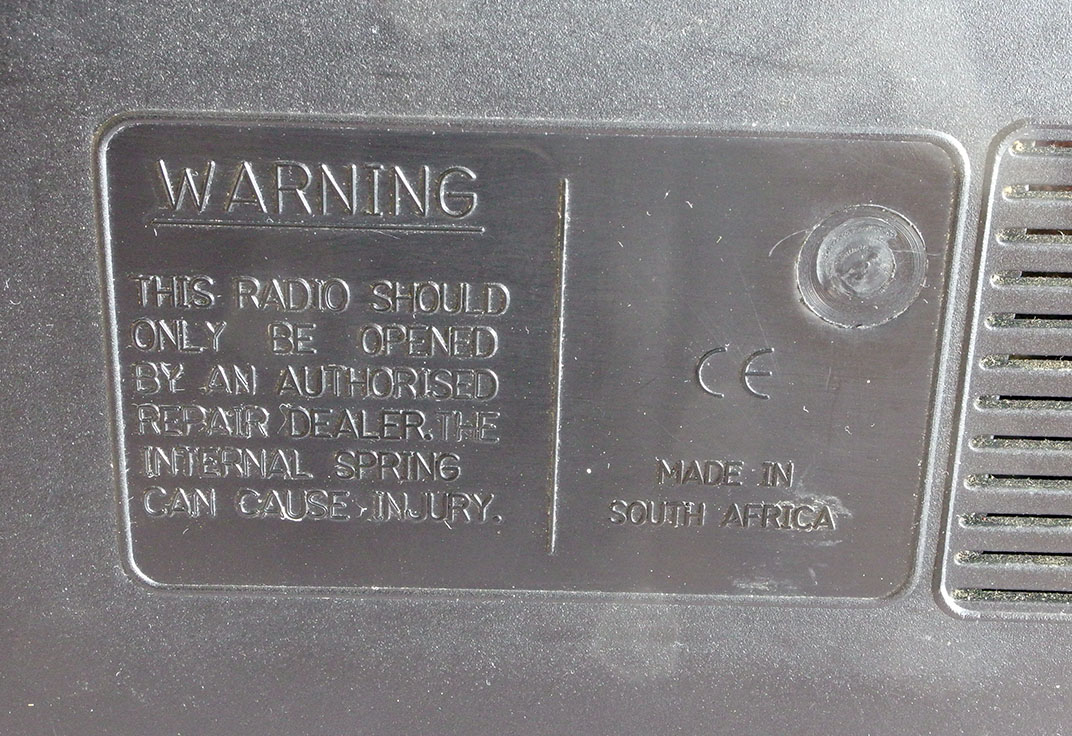 WARNING
THIS RADIO SHOULD
ONLY BE OPENED
BY AN AUTHORISED
REPAIR DEALER. THE
INTERNAL SPRING
CAN CAUSE INJURY.
CE
MADE IN
SOUTH AFRICA